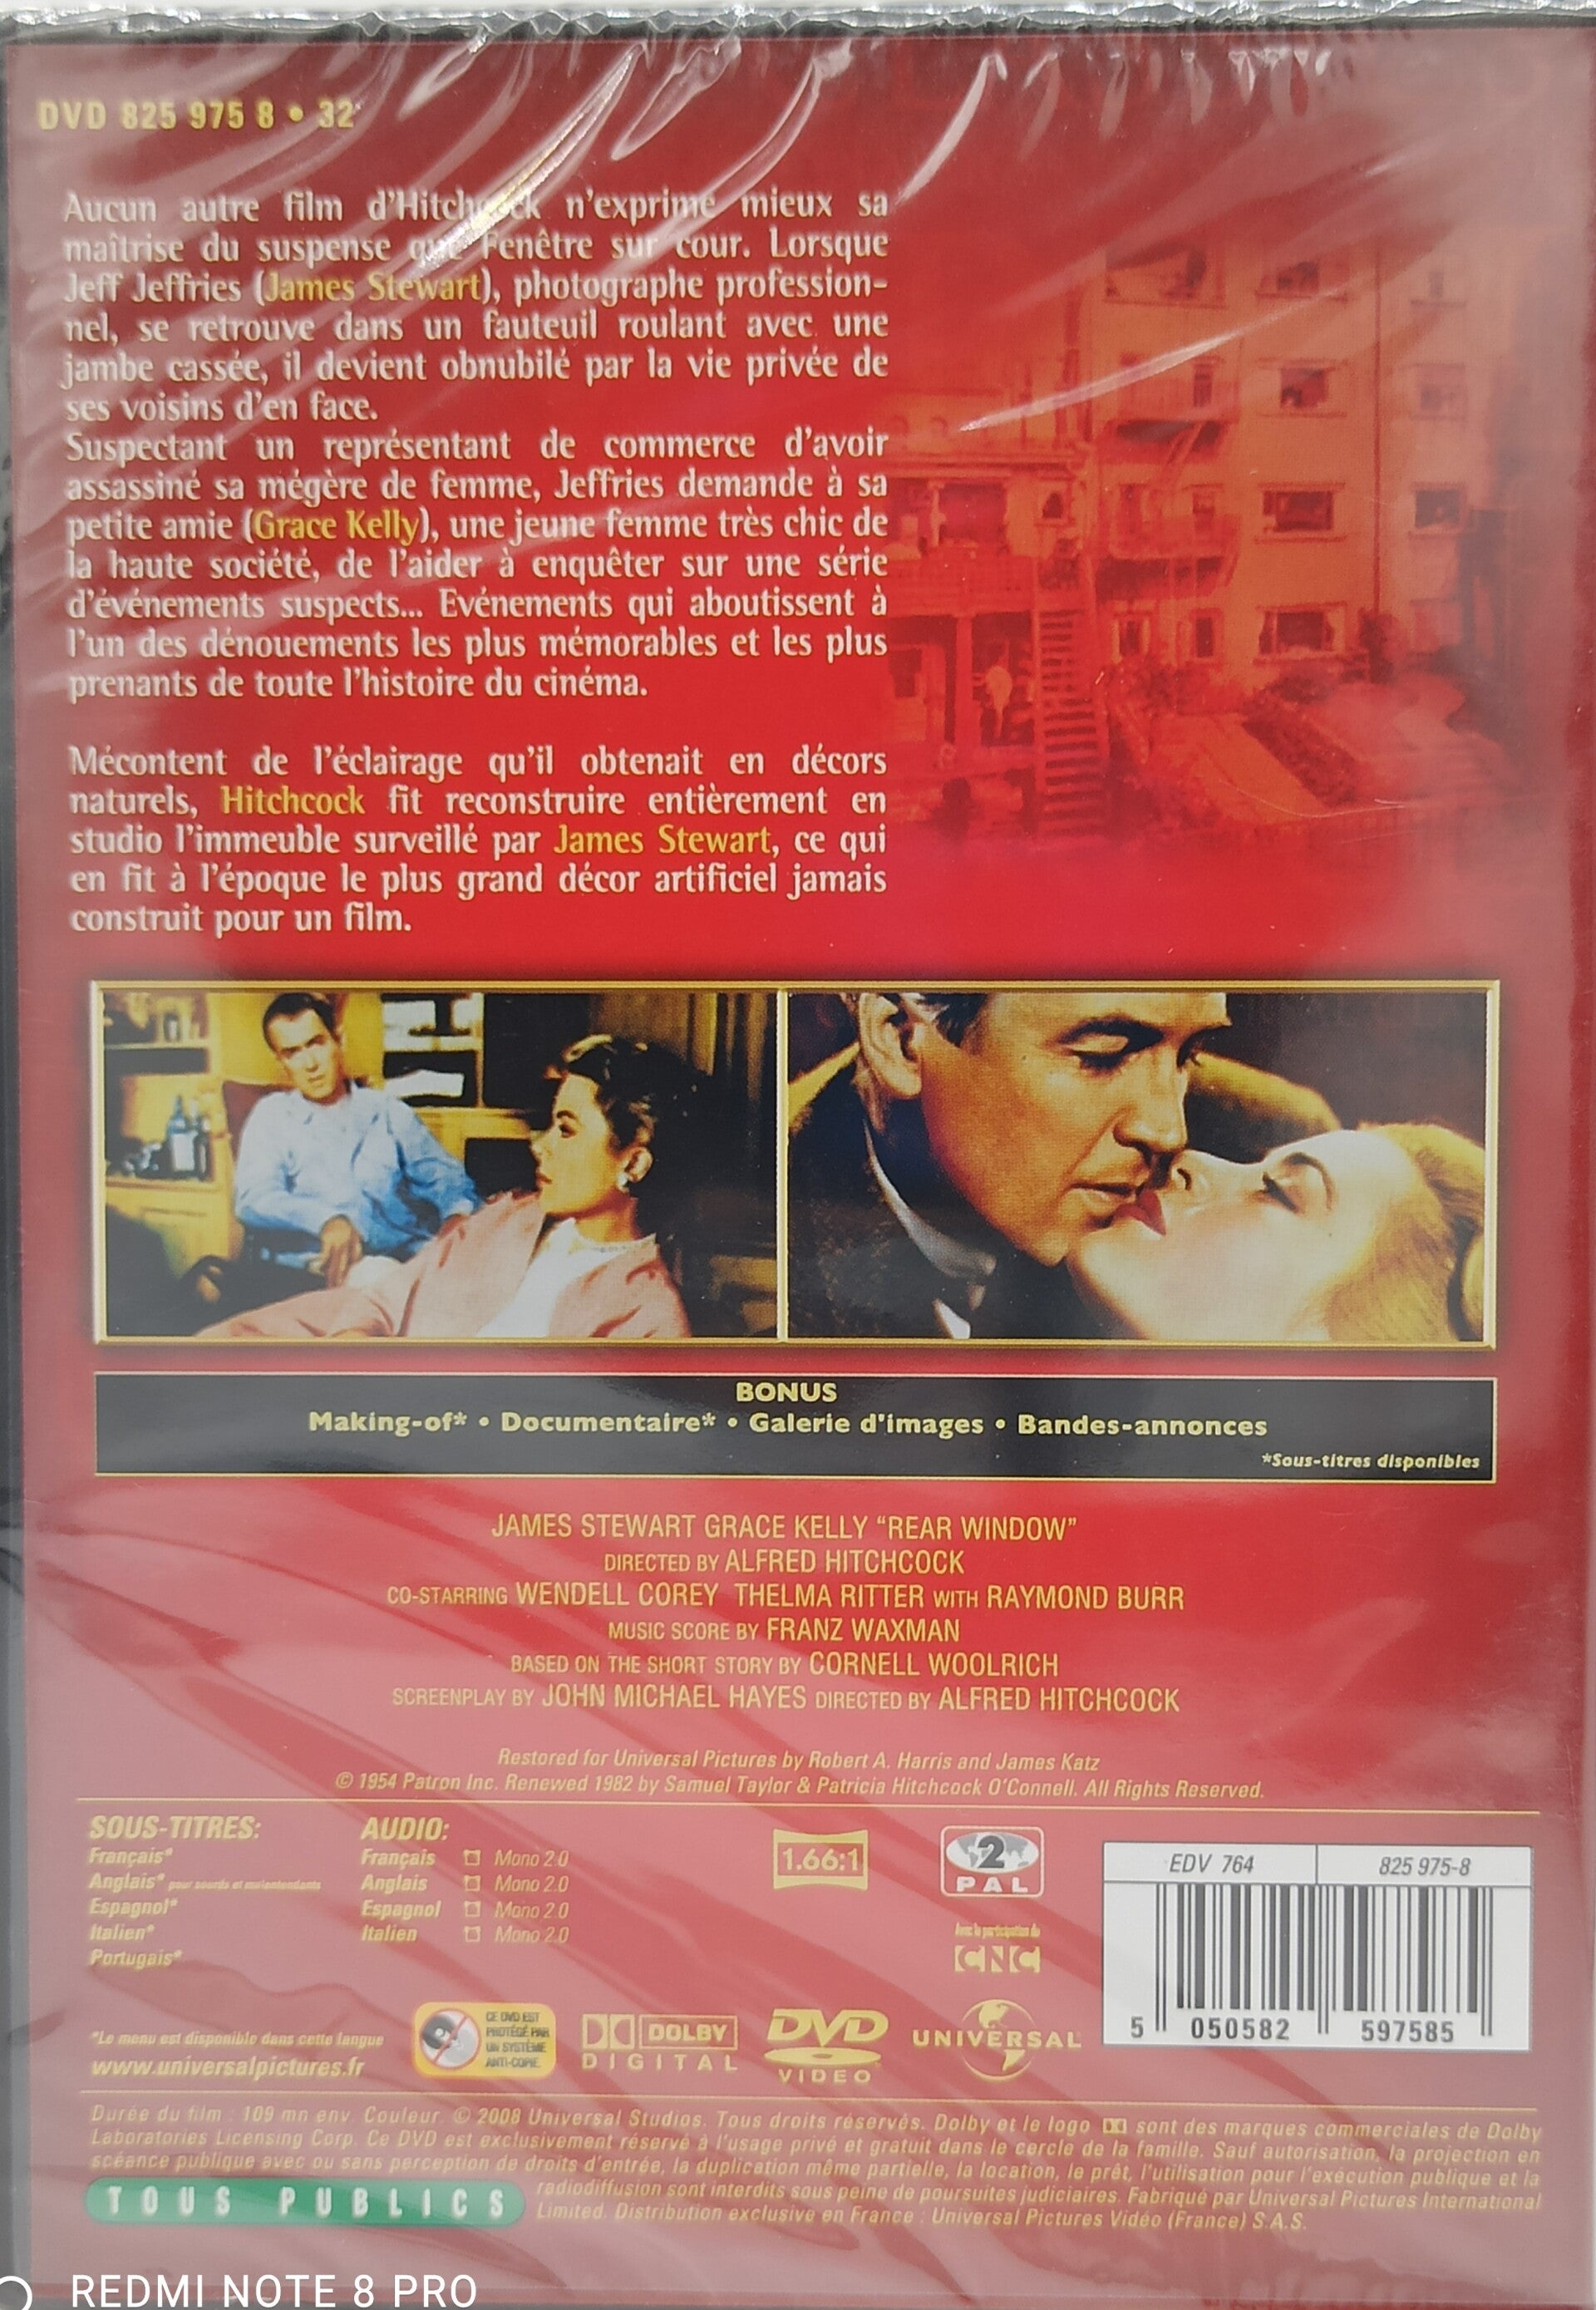 DVD 825 975 8 • 32
Aucun autre film d'Hitchcock n'exprime mieux sa
maîtrise du suspense que Fenêtre sur cour. Lorsque
Jeff Jeffries (James Stewart), photographe profession-
nel, se retrouve dans un fauteuil roulant avec une
jambe cassée, il devient obnubilé par la vie privée de
ses voisins d'en face.
Suspectant un représentant de commerce d'avoir
assassiné sa mégère de femme, Jeffries demande à sa
petite amie (Grace Kelly), une jeune femme très chic de
la haute société, de l'aider à enquêter sur une série
d'événements suspects... Evénements qui aboutissent à
l'un des dénouements les plus mémorables et les plus
prenants de toute l'histoire du cinéma.
Mécontent de l'éclairage qu'il obtenait en décors
naturels, Hitchcock fit reconstruire entièrement en
studio l'immeuble surveillé par James Stewart, ce qui
en fit à l'époque le plus grand décor artificiel jamais
construit pour un film.
BONUS
Making-of* • Documentaire* • Galerie d'images • Bandes-annonces
*Sous-titres disponibles
JAMES STEWART GRACE KELLY “REAR WINDOW”
DIRECTED BY ALFRED HITCHCOCK
CO-STARRING WENDELL COREY THELMA RITTER WITH RAYMOND BURR
MUSIC SCORE BY FRANZ WAXMAN
BASED ON THE SHORT STORY BY CORNELL WOOLRICH
SCREENPLAY BY JOHN MICHAEL HAYES DIRECTED BY ALFRED HITCHCOCK
Restored for Universal Pictures by Robert A. Harris and James Katz
© 1954 Patron Inc. Renewed 1982 by Samuel Taylor & Patricia Hitchcock O'Connell. All Rights Reserved.
SOUS-TITRES:
Français*
Anglais* pour sourds et malentendants
Espagnol*
Italien*
Portugais*
AUDIO:
Français Mono 2.0
Anglais Mono 2.0
Espagnol Mono 2.0
Italien Mono 2.0
1.66:1
2
PAL
Avec la participation du
CNC
EDV 764 825 975-8
5 050582 597585
*Le menu est disponible dans cette langue
www.universalpictures.fr
CE DVD EST
PROTÉGÉ PAR
UN SYSTÈME
ANTI-COPIE
DOLBY
DIGITAL
DVD
VIDEO
UNIVERSAL
Durée du film : 109 mn env. Couleur. © 2008 Universal Studios. Tous droits réservés. Dolby et le logo sont des marques commerciales de Dolby
Laboratories Licensing Corp. Ce DVD est exclusivement réservé à l'usage privé et gratuit dans le cercle de la famille. Sauf autorisation, la projection en
scéance publique avec ou sans perception de droits d'entrée, la duplication même partielle, la location, le prêt, l'utilisation pour l'exécution publique et la
radiodiffusion sont interdits sous peine de poursuites judiciaires. Fabriqué par Universal Pictures International
Limited. Distribution exclusive en France : Universal Pictures Vidéo (France) S.A.S.
TOUS PUBLICS
REDMI NOTE 8 PRO